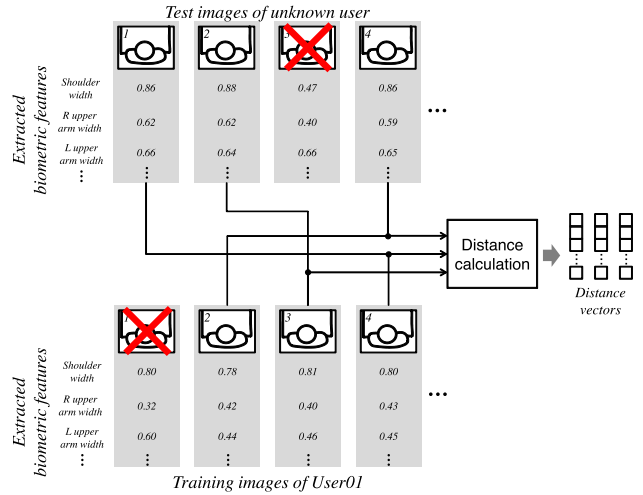 Test images of unknown user
1 2 3 4
Extracted
biometric features
Shoulder
width
0.86 0.88 0.47 0.86
R upper
arm width
0.62 0.62 0.40 0.59
L upper
arm width
0.66 0.64 0.66 0.65
...
Distance
calculation
Distance
vectors
1 2 3 4
Extracted
biometric features
Shoulder
width
0.80 0.78 0.81 0.80
R upper
arm width
0.32 0.42 0.40 0.43
L upper
arm width
0.60 0.44 0.46 0.45
...
Training images of User01